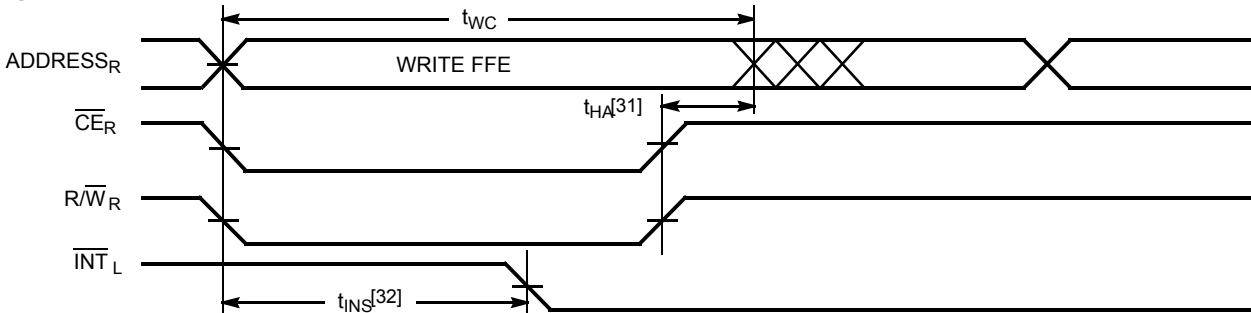 tWC
ADDRESSR
WRITE FFE
tHA[31]
CER
R/WR
INTL
tINS[32]